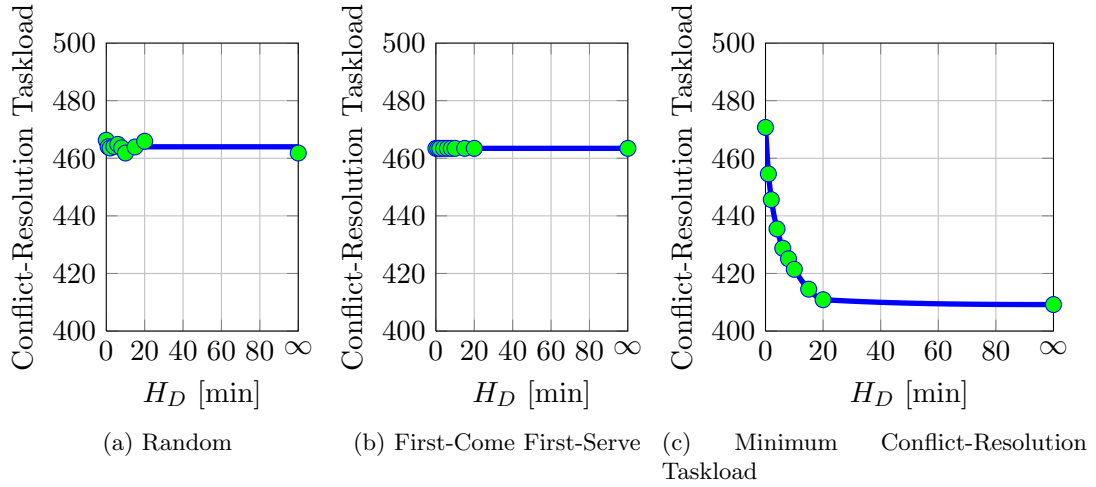 Conflict-Resolution Taskload
500
480
460
440
420
400
0 20 40 60 80 ∞
H_D [min]
(a) Random
Conflict-Resolution Taskload
500
480
460
440
420
400
0 20 40 60 80 ∞
H_D [min]
(b) First-Come First-Serve
Conflict-Resolution Taskload
500
480
460
440
420
400
0 20 40 60 80 ∞
H_D [min]
(c) Minimum Conflict-Resolution
Taskload